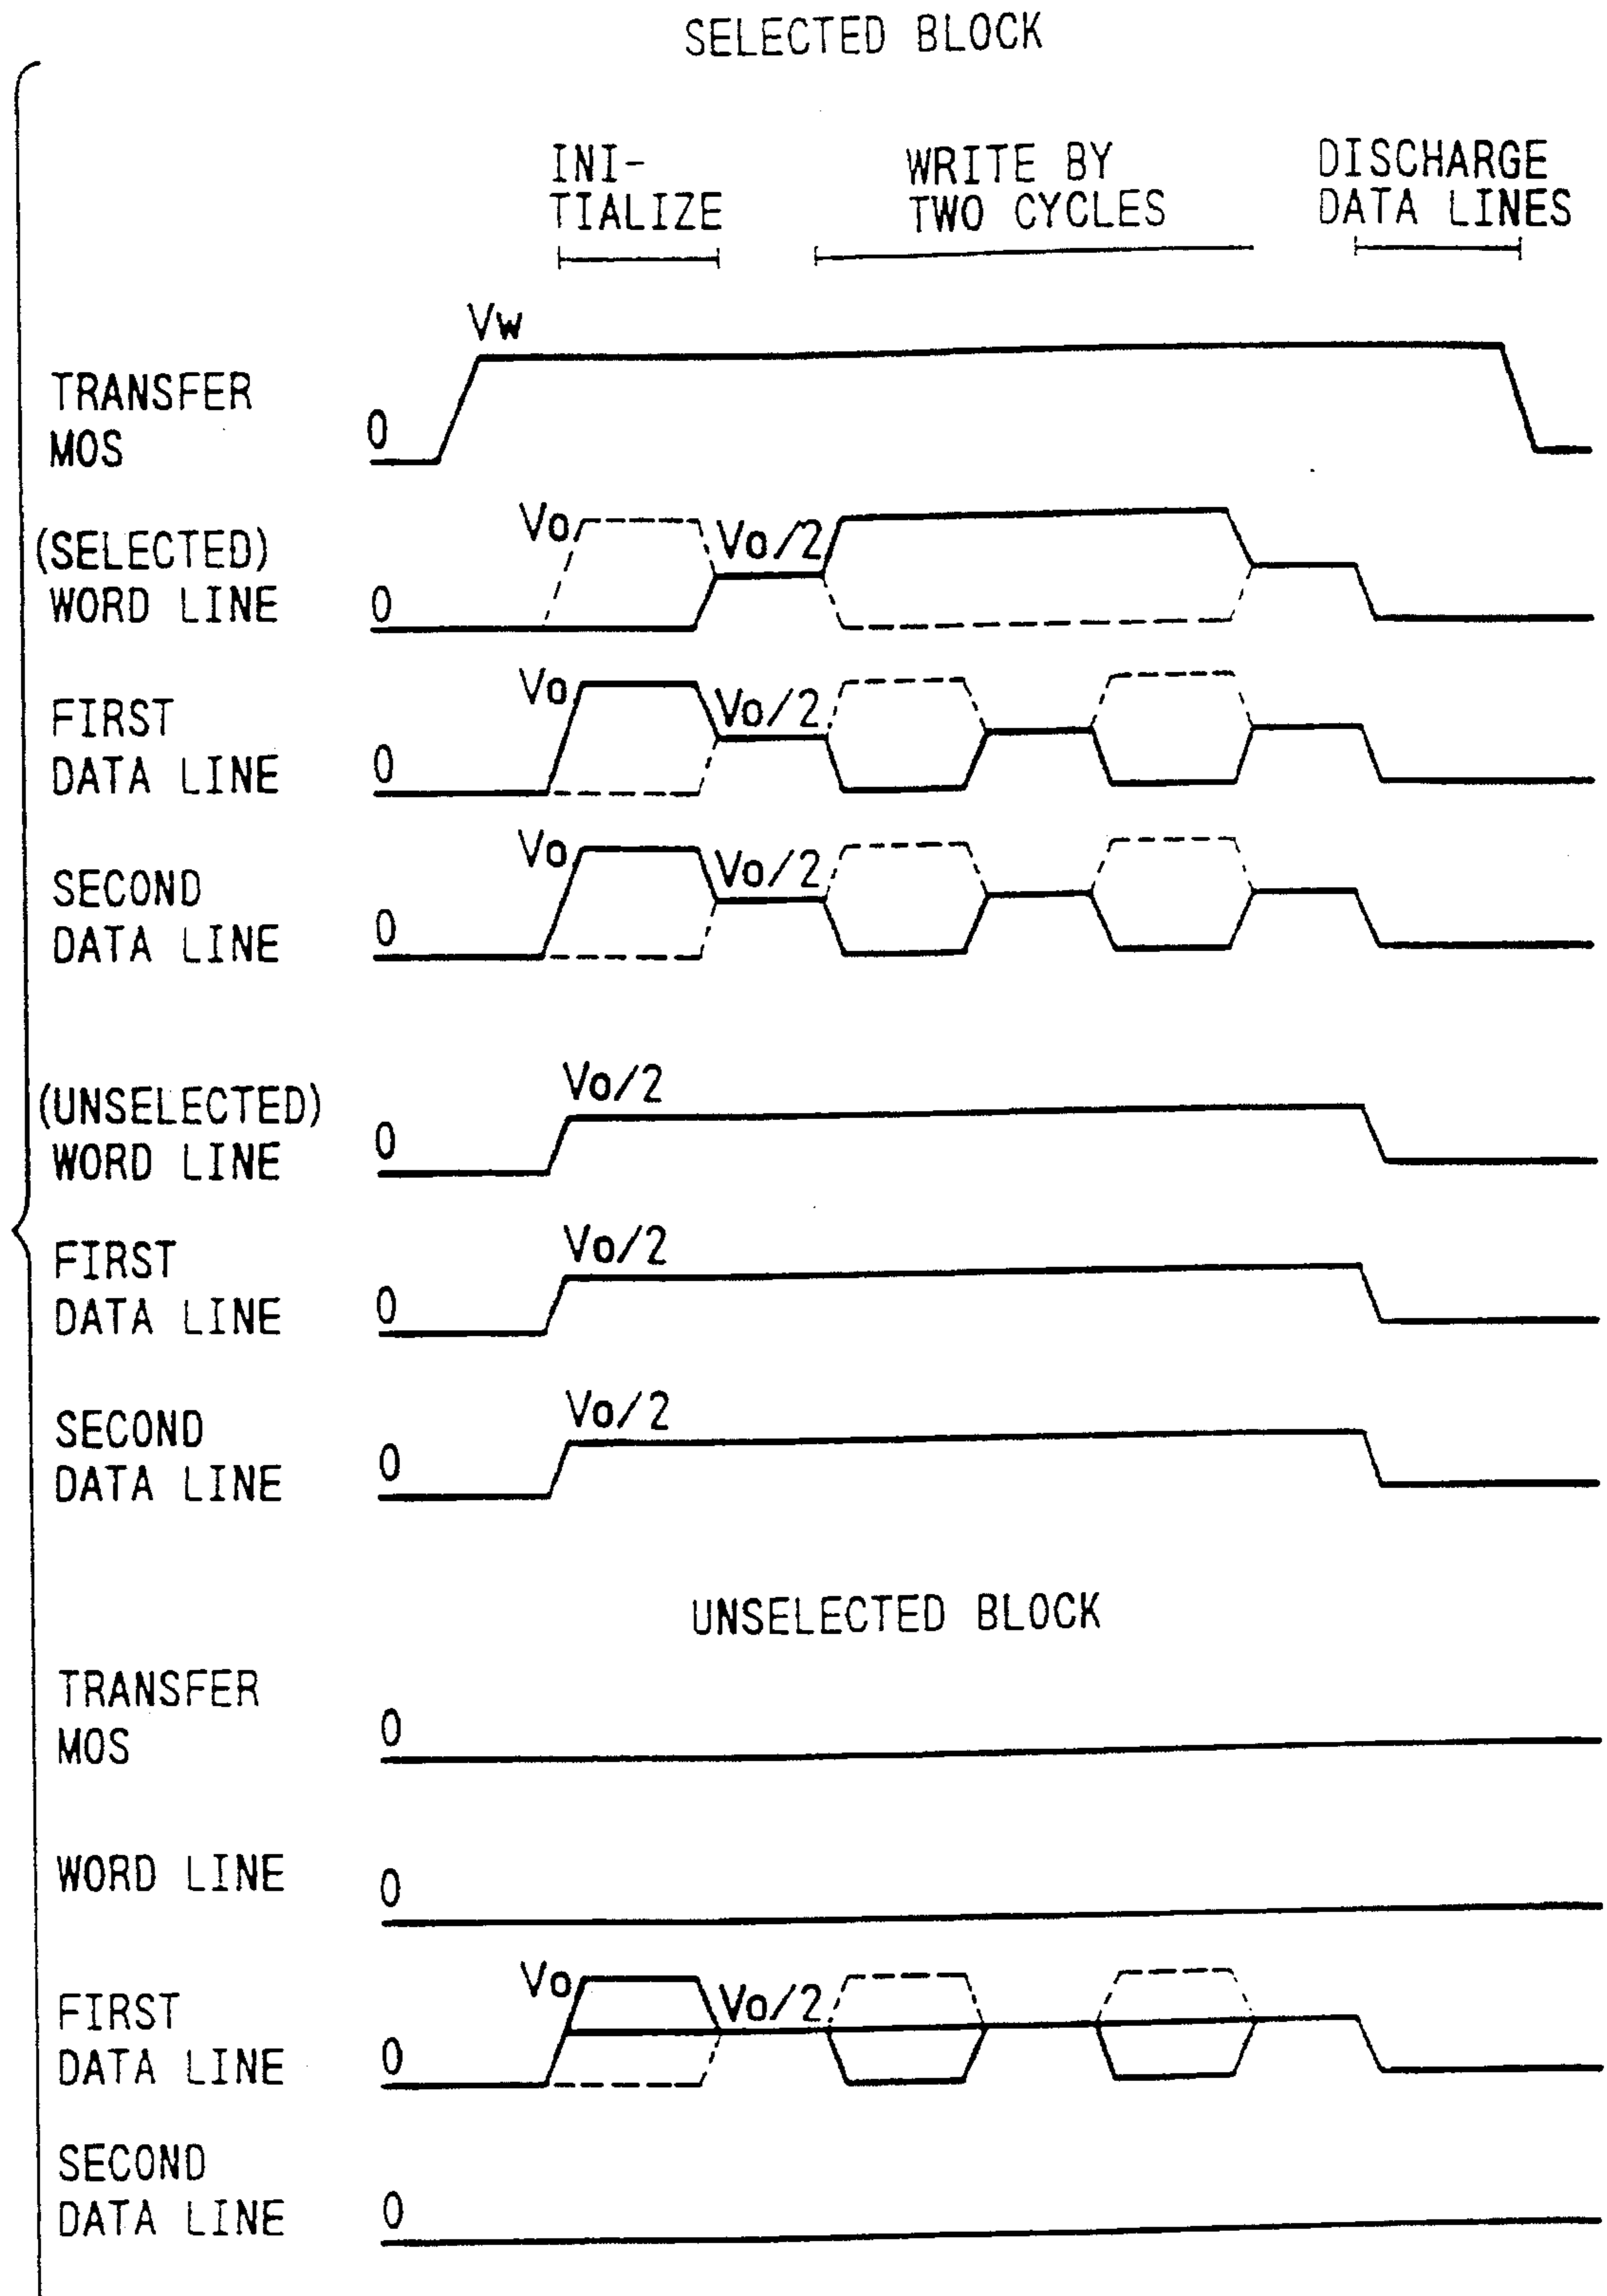 SELECTED BLOCK
INI-
TIALIZE
WRITE BY
TWO CYCLES
DISCHARGE
DATA LINES
Vw
TRANSFER
MOS
0
(SELECTED)
WORD LINE
0
Vo
Vo/2
FIRST
DATA LINE
0
Vo
Vo/2
SECOND
DATA LINE
0
Vo
Vo/2
(UNSELECTED)
WORD LINE
0
Vo/2
FIRST
DATA LINE
0
Vo/2
SECOND
DATA LINE
0
Vo/2
UNSELECTED BLOCK
TRANSFER
MOS
0
WORD LINE
0
FIRST
DATA LINE
0
Vo
Vo/2
SECOND
DATA LINE
0